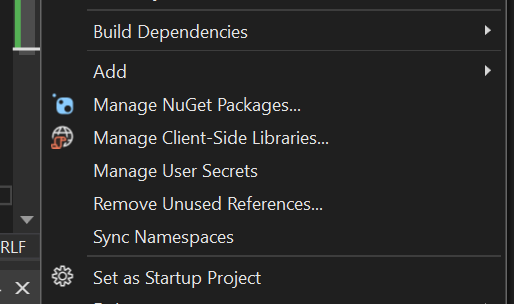 Build Dependencies
Add
Manage NuGet Packages...
Manage Client-Side Libraries...
Manage User Secrets
Remove Unused References...
Sync Namespaces
RLF
Set as Startup Project